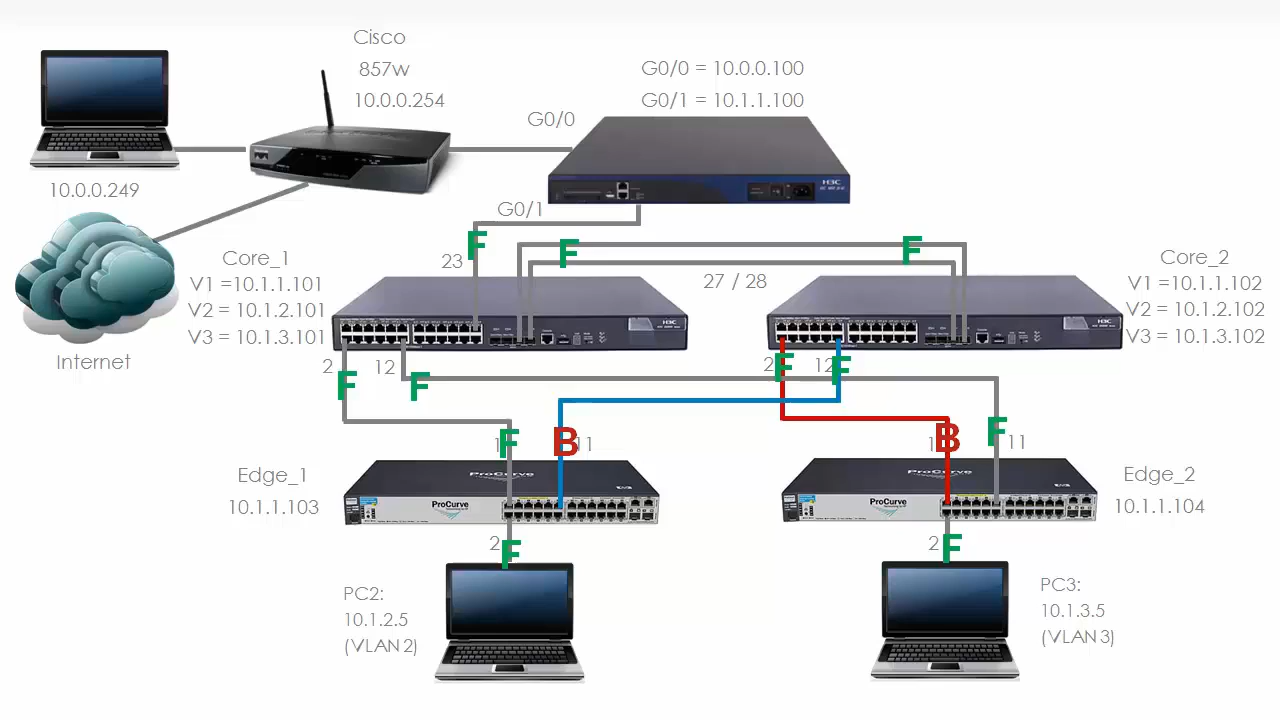 Cisco
857w
10.0.0.254
G0/0 = 10.0.0.100
G0/1 = 10.1.1.100
G0/0
H3C
10.0.0.249
G0/1
F
F
F
23
27 / 28
Core_1
V1 =10.1.1.101
V2 = 10.1.2.101
V3 = 10.1.3.101
Core_2
V1 = 10.1.1.102
V2 = 10.1.2.102
V3 = 10.1.3.102
H3C
H3C
Internet
2
12
2
12
F
F
F
F
F
B
11
B
F
11
Edge_1
10.1.1.103
ProCurve
ProCurve
Edge_2
10.1.1.104
ProCurve
ProCurve
2
F
2
F
PC2:
10.1.2.5
(VLAN 2)
PC3:
10.1.3.5
(VLAN 3)